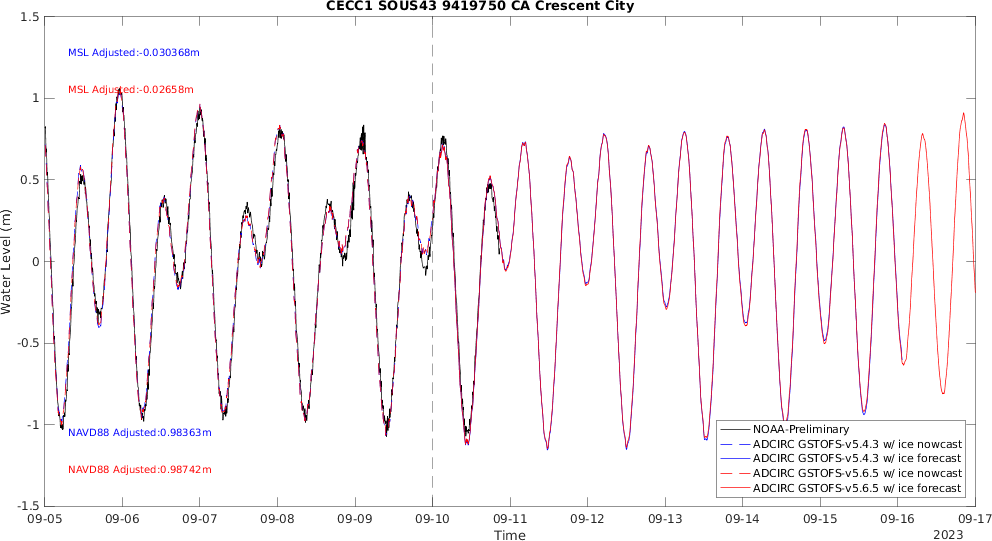 CECC1 SOUS43 9419750 CA Crescent City
1.5
MSL Adjusted:-0.030368m
MSL Adjusted:-0.02658m
1
0.5
Water Level (m)
0
-0.5
-1
NAVD88 Adjusted:0.98363m
NAVD88 Adjusted:0.98742m
-1.5
NOAA-Preliminary
ADCIRC GSTOFS-v5.4.3 w/ ice nowcast
ADCIRC GSTOFS-v5.4.3 w/ ice forecast
ADCIRC GSTOFS-v5.6.5 w/ ice nowcast
ADCIRC GSTOFS-v5.6.5 w/ ice forecast
09-05 09-06 09-07 09-08 09-09 09-10 09-11 09-12 09-13 09-14 09-15 09-16 09-17
Time
2023